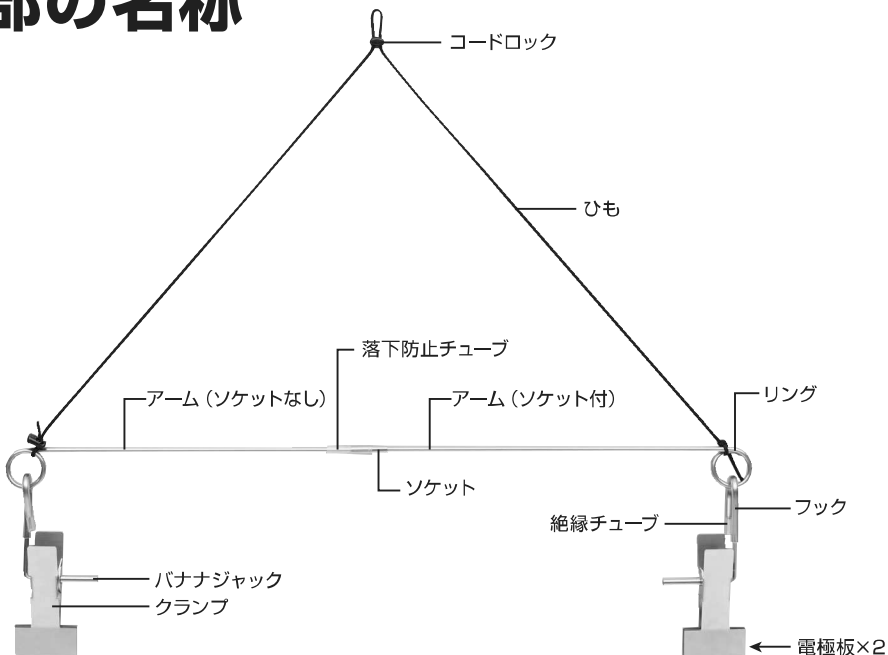 部の名称
コードロック
ひも
落下防止チューブ
アーム（ソケットなし）
アーム（ソケット付）
リング
ソケット
フック
絶縁チューブ
バナナジャック
クランプ
電極板×2